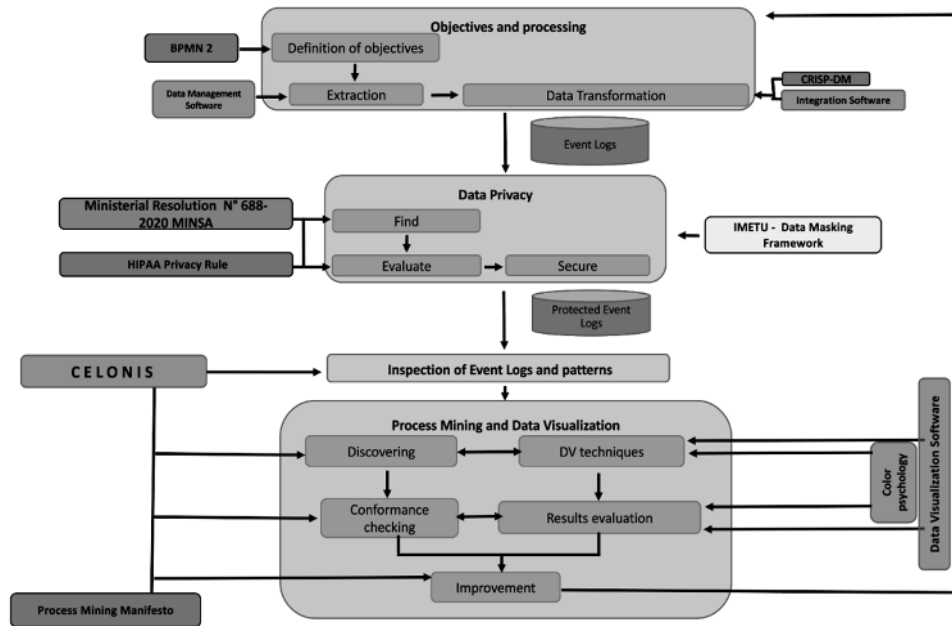 Objectives and processing
BPMN 2
Definition of objectives
Data Management
Software
Extraction
Data Transformation
CRISP-DM
Integration Software
Event Logs
Data Privacy
Ministerial Resolution N° 688-
2020 MINSA
Find
IMETU - Data Masking
Framework
HIPAA Privacy Rule
Evaluate
Secure
Protected Event
Logs
CELONIS
Inspection of Event Logs and patterns
Process Mining and Data Visualization
Discovering
DV techniques
Color
psychology
Data Visualization Software
Conformance
checking
Results evaluation
Improvement
Process Mining Manifesto